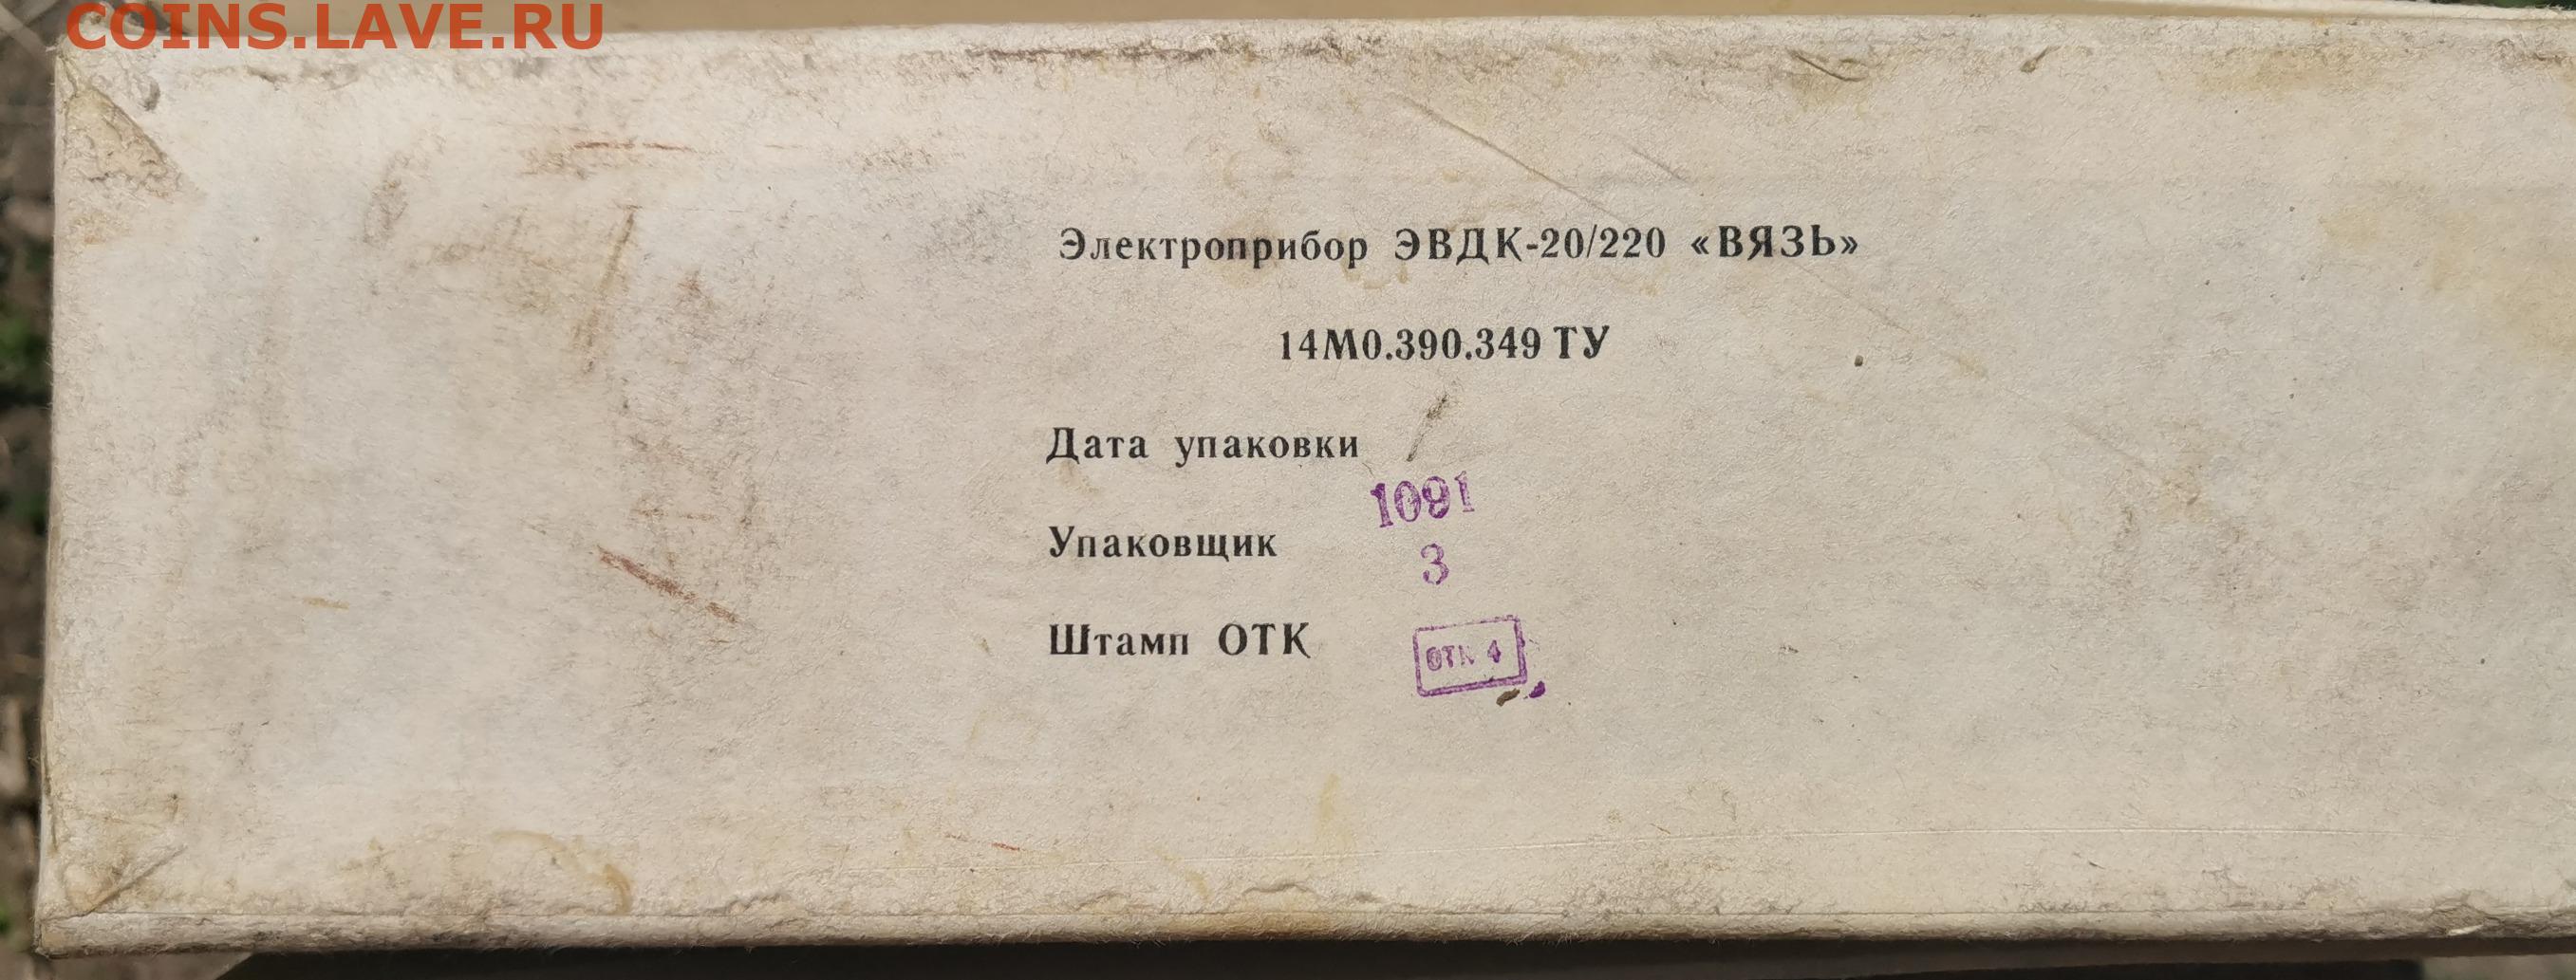 COINS.LAVE.RU
Электроприбор ЭВДК-20/220 «ВЯЗЬ»
14М0.390.349 ТУ
Дата упаковки
1091
Упаковщик
3
Штамп ОТК
ОТК 4